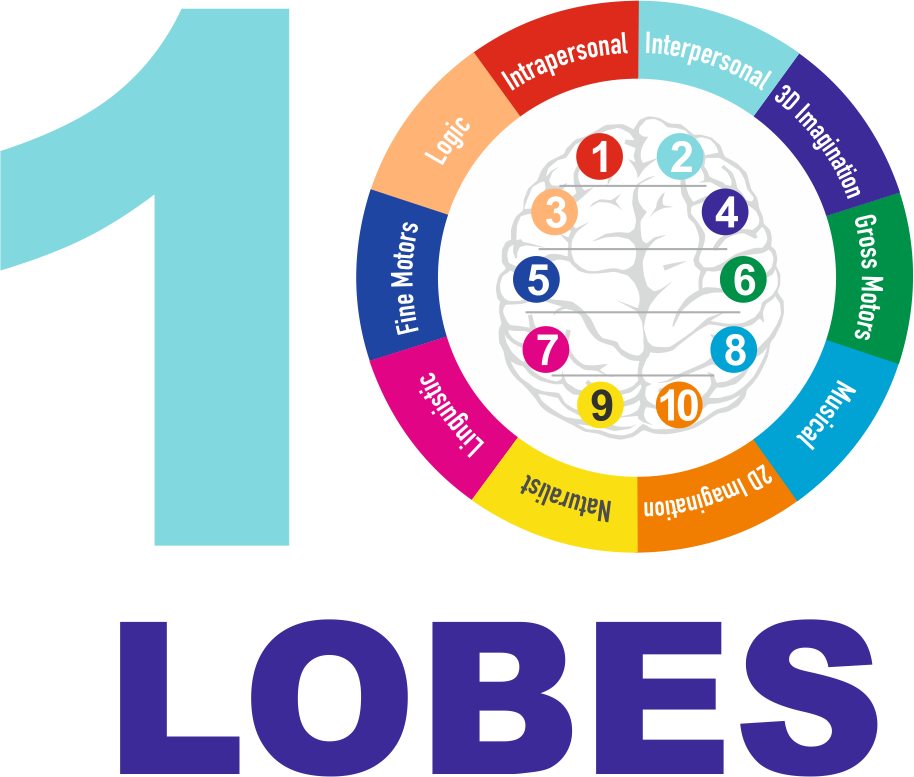 1
Intrapersonal
Interpersonal
3D Imagination
Gross Motors
Musical
2D Imagination
Naturalist
Linguistic
Fine Motors
Logic
1 2
3 4
5 6
7 8
9 10
LOBES